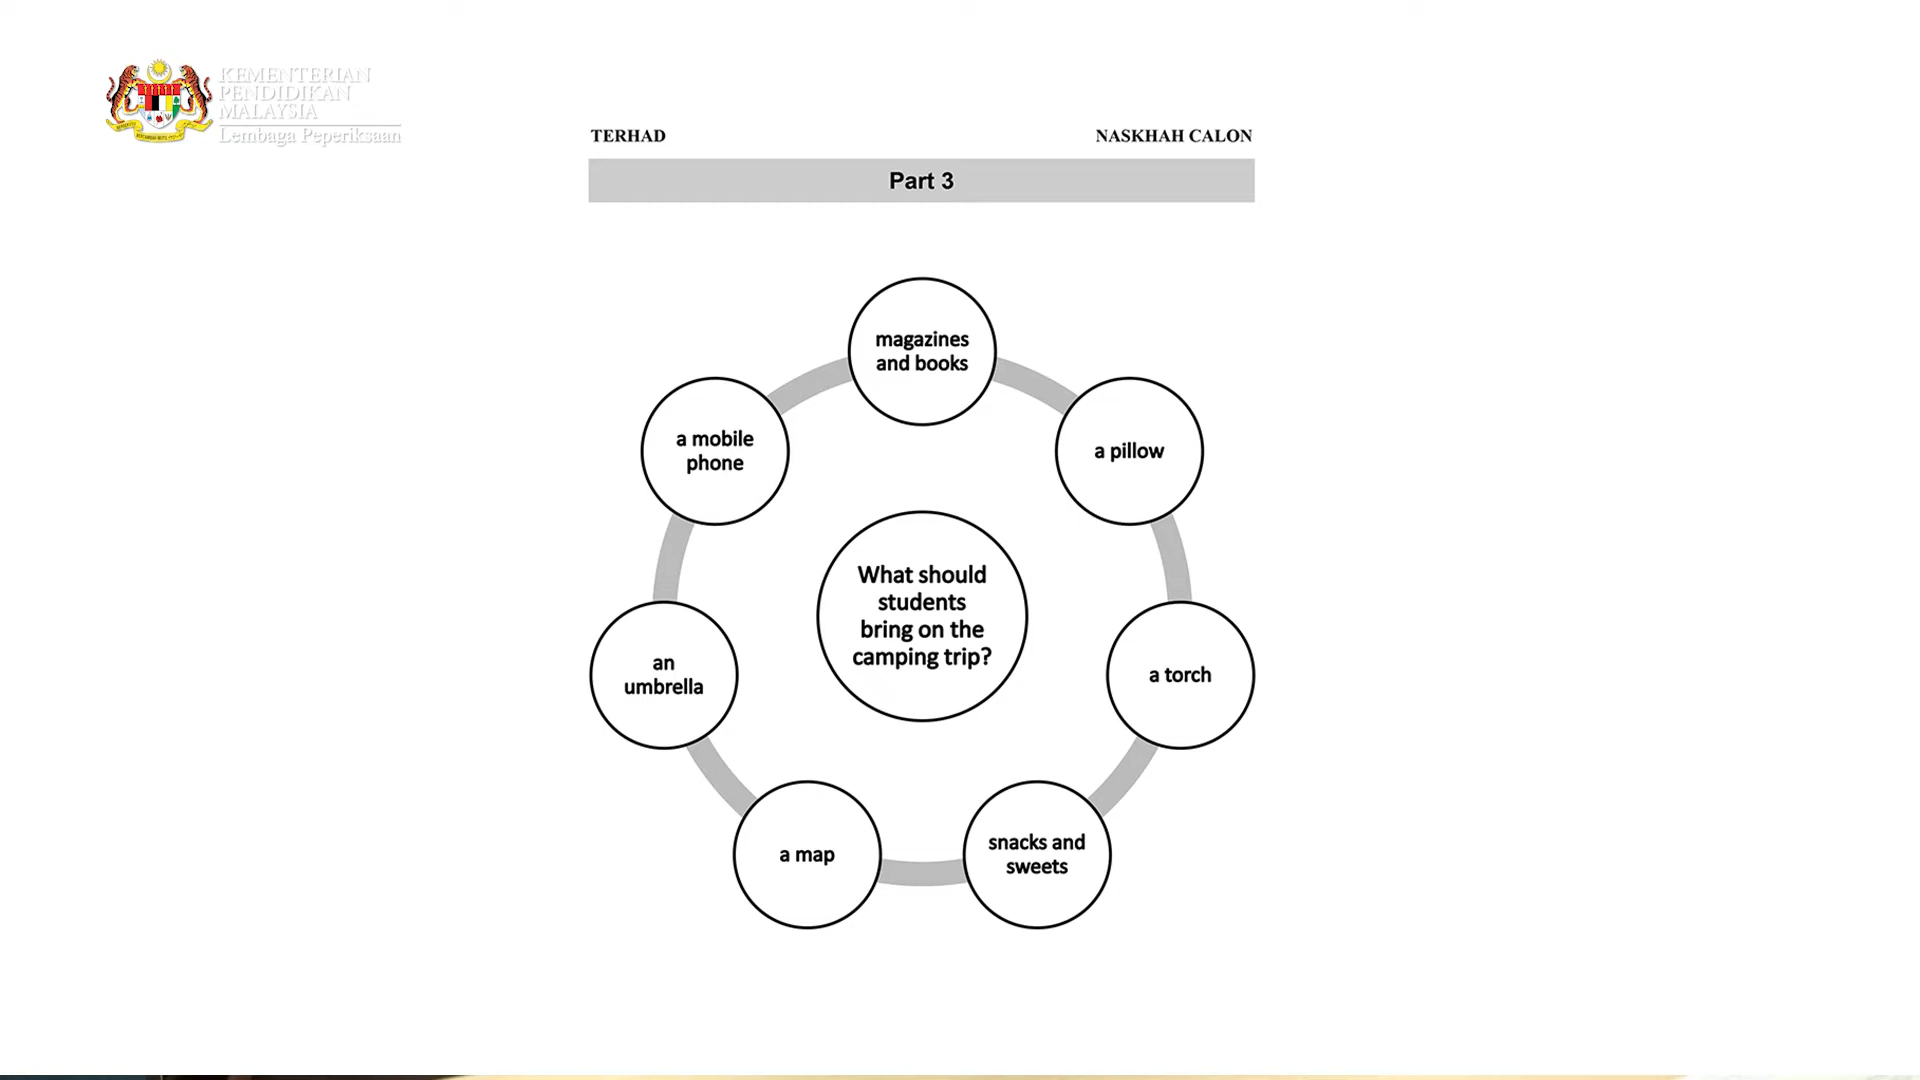 KEMENTERIAN
PENDIDIKAN
MALAYSIA
Lembaga Peperiksaan
TERHAD
NASKHAH CALON
Part 3
magazines
and books
a mobile
phone
a pillow
What should
students
bring on the
camping trip?
an
umbrella
a torch
a map
snacks and
sweets